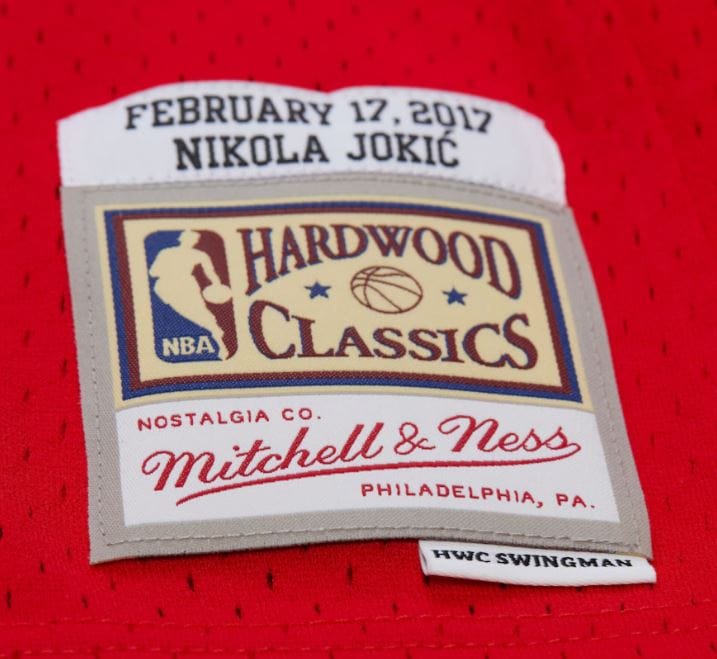 FEBRUARY 17, 2017
NIKOLA JOKIĆ
HARDWOOD
CLASSICS
NBA
NOSTALGIA CO.
Mitchell & Ness
PHILADELPHIA, PA.
HWC SWINGMAN